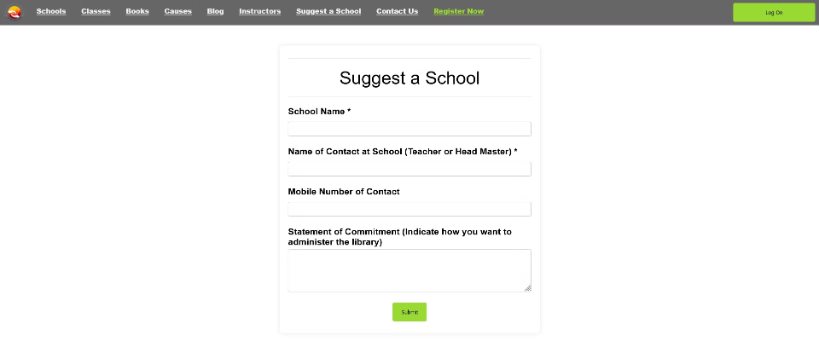 Schools Classes Books Causes Blog Instructors Suggest a School Contact Us Register Now Log On
Suggest a School
School Name *
Name of Contact at School (Teacher or Head Master) *
Mobile Number of Contact
Statement of Commitment (Indicate how you want to
administer the library)
Submit